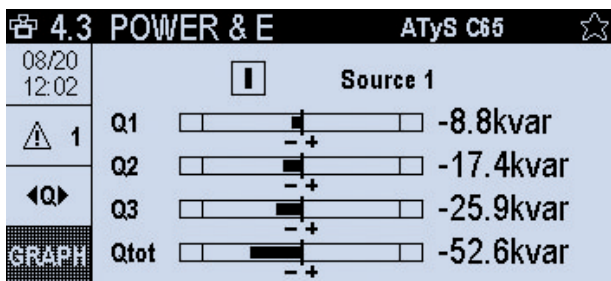 4.3 POWER & E ATyS C65
08/20
12:02
I Source 1
1
Q1 -8.8kvar
- +
Q2 -17.4kvar
- +
◀Q▶
Q3 -25.9kvar
- +
GRAPH
Qtot -52.6kvar
- +